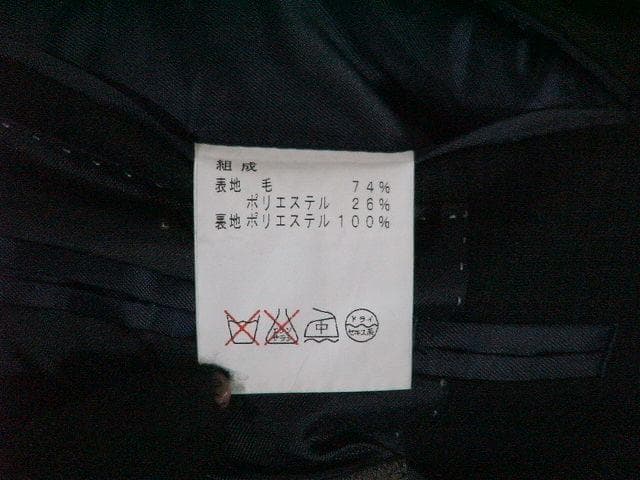 組成
表地 毛 74%
ポリエステル 26%
裏地 ポリエステル 100%
中
ドライ
セキユ系